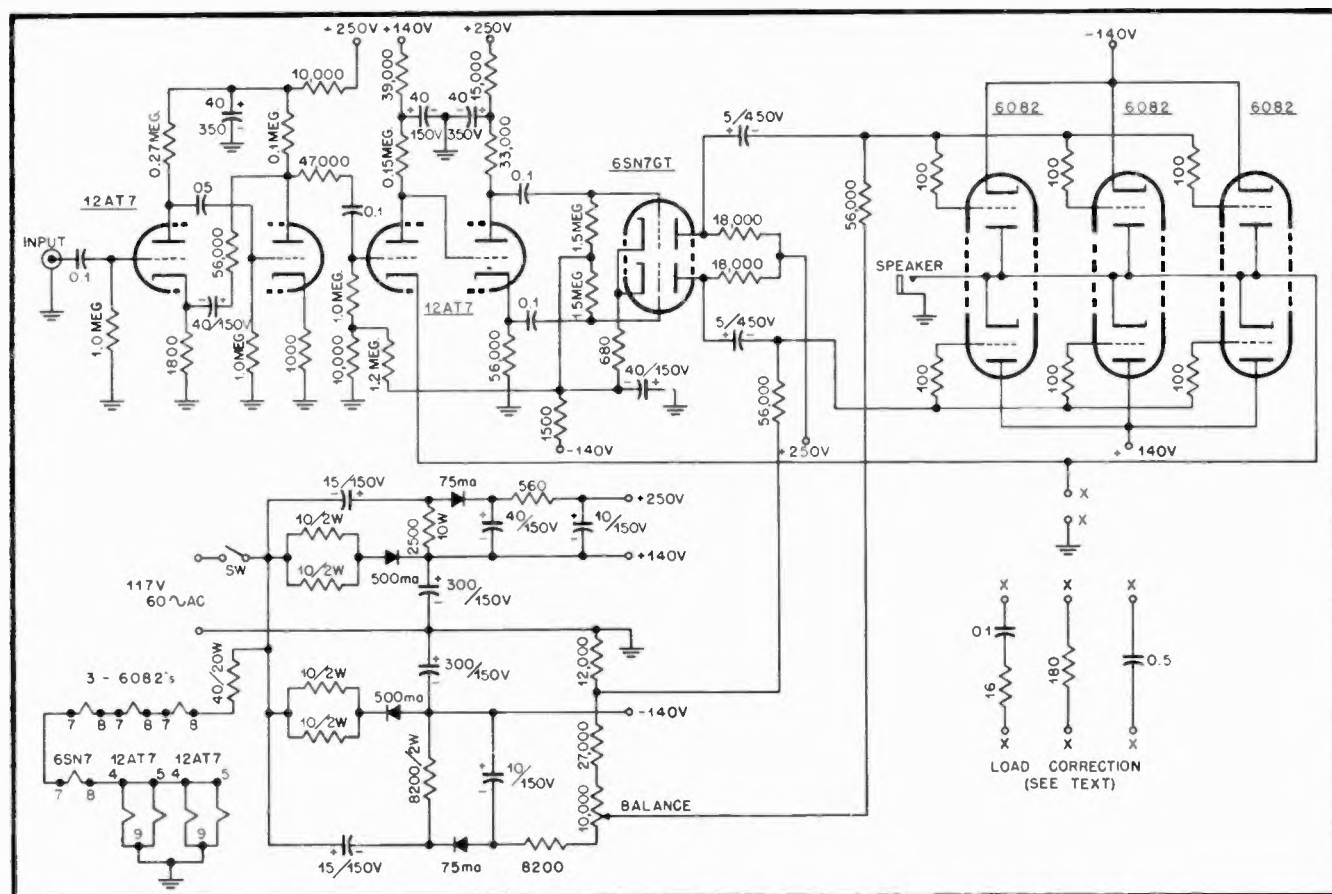 +250V
+140V
+250V
10,000
40
350
0.27MEG.
0.1MEG.
47,000
39,000
40
150V
40
350V
15,000
0.15MEG
33,000
12AT7
05
56,000
0.1
INPUT
0.1
1.0MEG
1800
40/150V
1.0MEG
1000
1.0MEG
10,000
1.2 MEG.
12AT7
0.1
0.1
56,000
1.5MEG
1.5MEG
6SN7GT
5/450V
18,000
18,000
5/450V
680
40/150V
1500
-140V
+250V
56,000
56,000
-140V
6082
6082
6082
100
100
100
SPEAKER
100
100
100
+
140V
15/150V
75ma
560
+250V
10/2W
2500
10W
40/150V
10/150V
10/2W
500ma
+140V
SW
117V
60∿AC
300/150V
300/150V
12,000
40/20W
3 - 6082's
7 8 7 8 7 8
6SN7
12AT7
12AT7
7 8
4 5 4 5
9 9
10/2W
10/2W
500ma
-140V
8200/2W
10/150V
27,000
10,000
BALANCE
15/150V
75ma
8200
X
X
X X X
01
16
180
0.5
X X X
LOAD CORRECTION
(SEE TEXT)